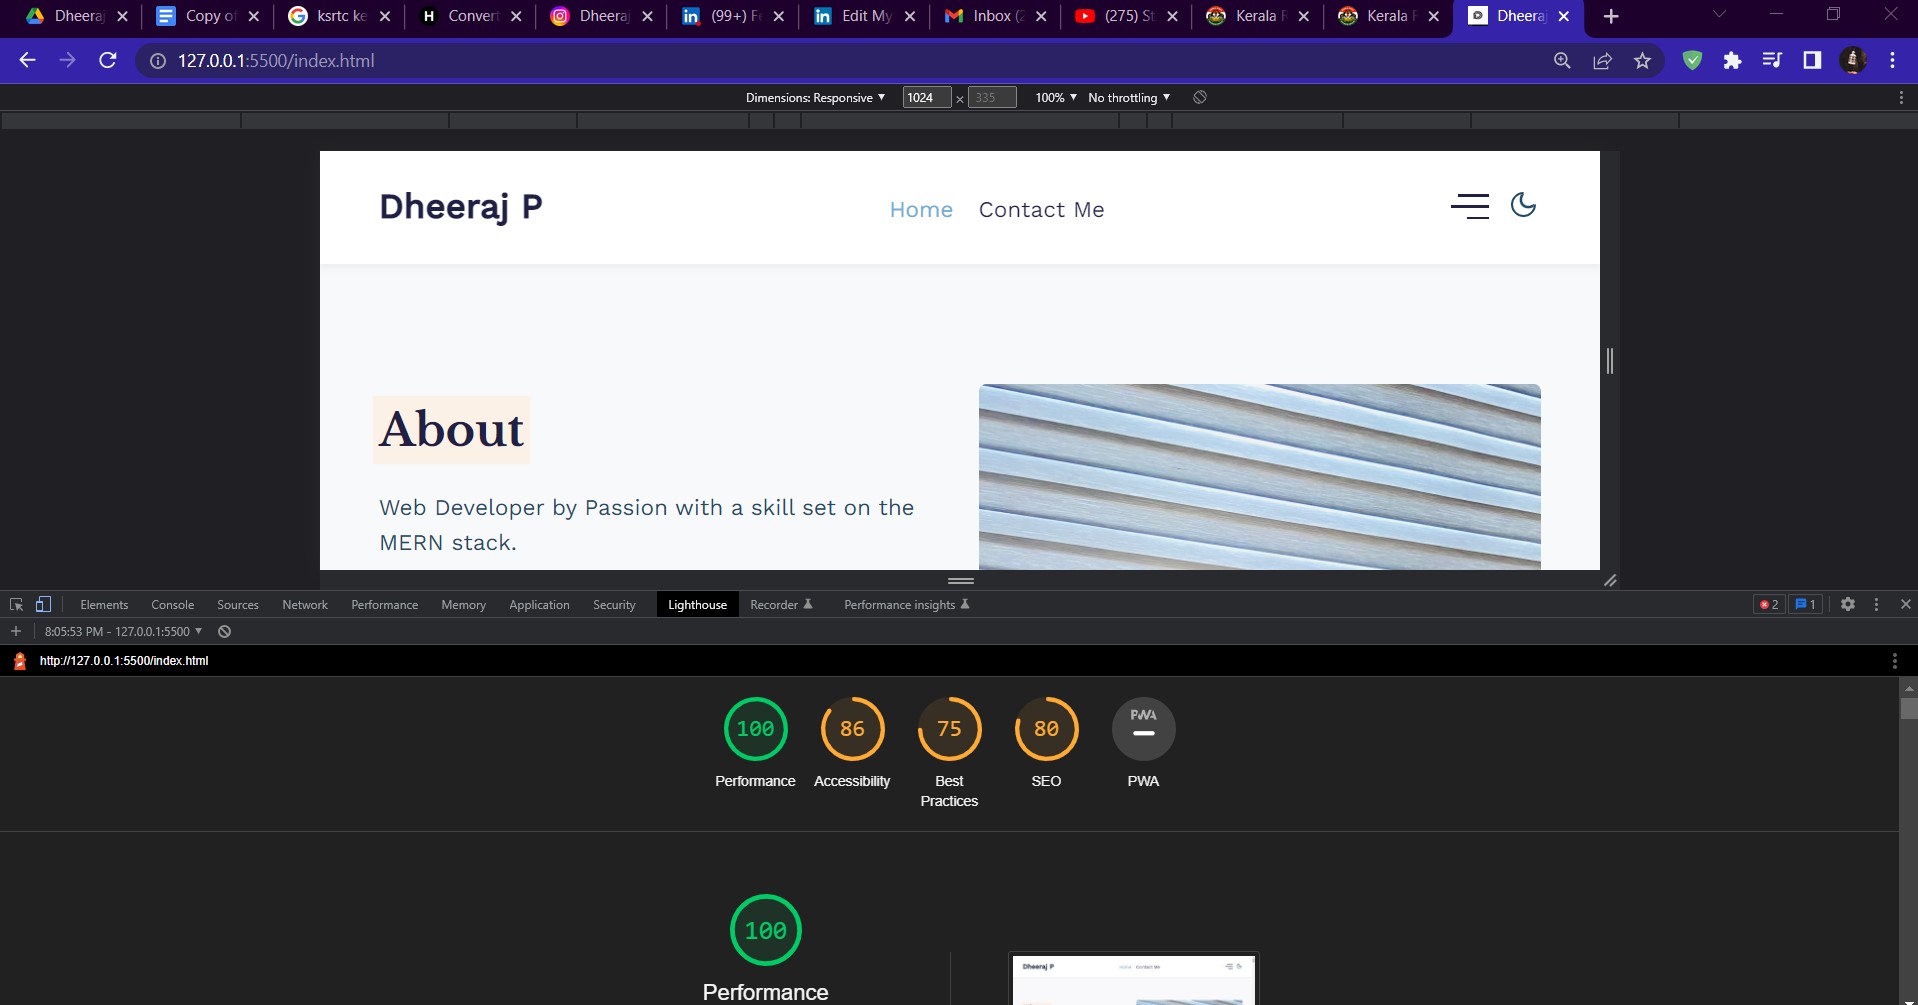 Dheeraj
Copy of
ksrtc ke
Convert
Dheeraj
(99+) Fe
Edit My
Inbox (2
(275) St
Kerala R
Kerala R
Dheeraj
127.0.0.1:5500/index.html
Dimensions: Responsive 1024 × 335 100% No throttling
Dheeraj P
Home Contact Me
About
Web Developer by Passion with a skill set on the
MERN stack.
Elements Console Sources Network Performance Memory Application Security Lighthouse Recorder Performance insights 2 1
8:05:53 PM - 127.0.0.1:5500
http://127.0.0.1:5500/index.html
100 86 75 80 PWA
Performance Accessibility Best Practices SEO PWA
100
Performance
Dheeraj P Home Contact Me